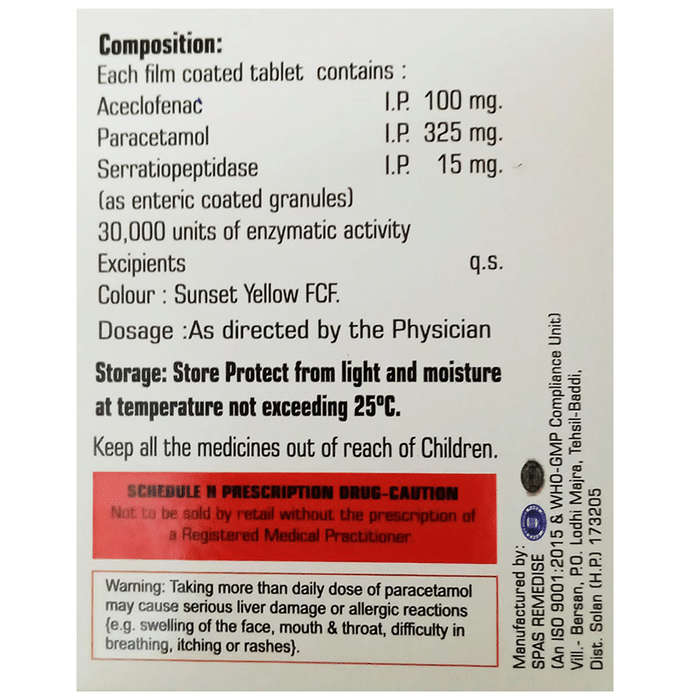 Composition:
Each film coated tablet contains :
Aceclofenac I.P. 100 mg.
Paracetamol I.P. 325 mg.
Serratiopeptidase I.P. 15 mg.
(as enteric coated granules)
30,000 units of enzymatic activity
Excipients q.s.
Colour : Sunset Yellow FCF.
Dosage :As directed by the Physician
Storage: Store Protect from light and moisture
at temperature not exceeding 25ºC.
Keep all the medicines out of reach of Children.
SCHEDULE H PRESCRIPTION DRUG-CAUTION
Not to be sold by retail without the prescription of
a Registered Medical Practitioner
Warning: Taking more than daily dose of paracetamol
may cause serious liver damage or allergic reactions
{e.g. swelling of the face, mouth & throat, difficulty in
breathing, itching or rashes}.
Manufactured by:
SPAS REMEDISE
(An ISO 9001:2015 & WHO-GMP Compliance Unit)
Vill.- Bersan, P.O. Lodhi Majra, Tehsil-Baddi,
Dist. Solan (H.P.) 173205